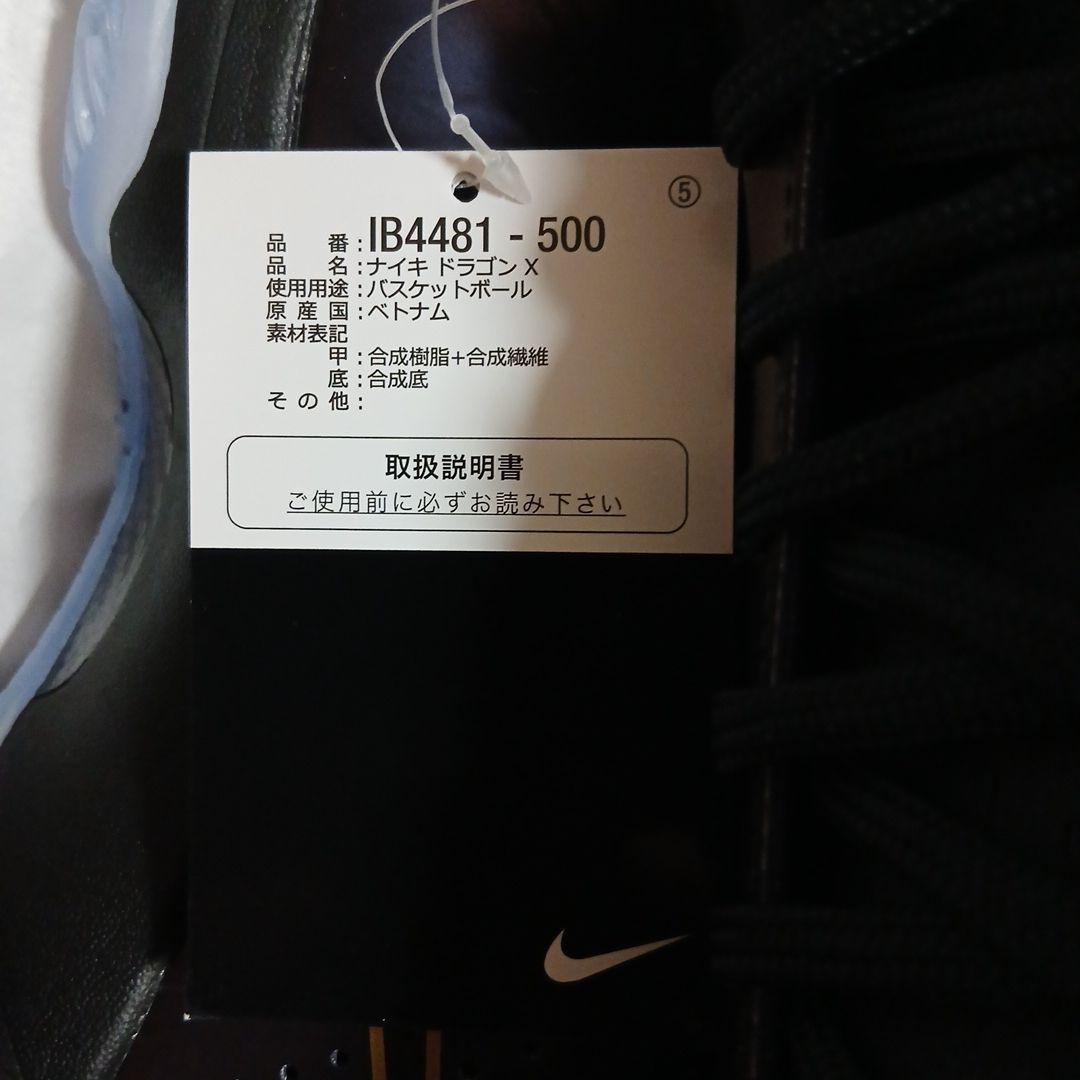 ⑤
品番:IB4481 - 500
品名:ナイキ ドラゴン X
使用用途:バスケットボール
原産国:ベトナム
素材表記
甲:合成樹脂+合成繊維
底:合成底
その他:
取扱説明書
ご使用前に必ずお読み下さい